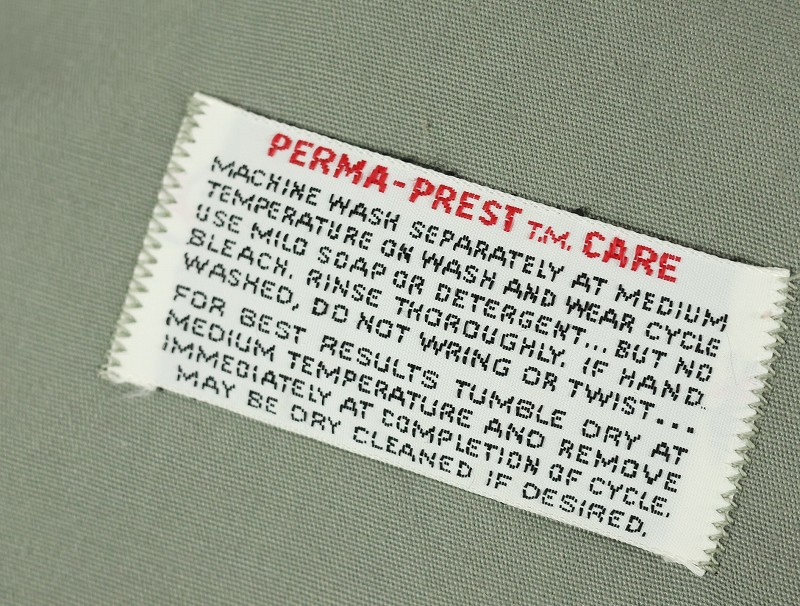 PERMA-PREST T.M. CARE
MACHINE WASH SEPARATELY AT MEDIUM
TEMPERATURE ON WASH AND WEAR CYCLE
USE MILD SOAP OR DETERGENT... BUT NO
BLEACH. RINSE THOROUGHLY. IF HAND
WASHED, DO NOT WRING OR TWIST...
FOR BEST RESULTS TUMBLE DRY AT
MEDIUM TEMPERATURE AND REMOVE
IMMEDIATELY AT COMPLETION OF CYCLE.
MAY BE DRY CLEANED IF DESIRED.